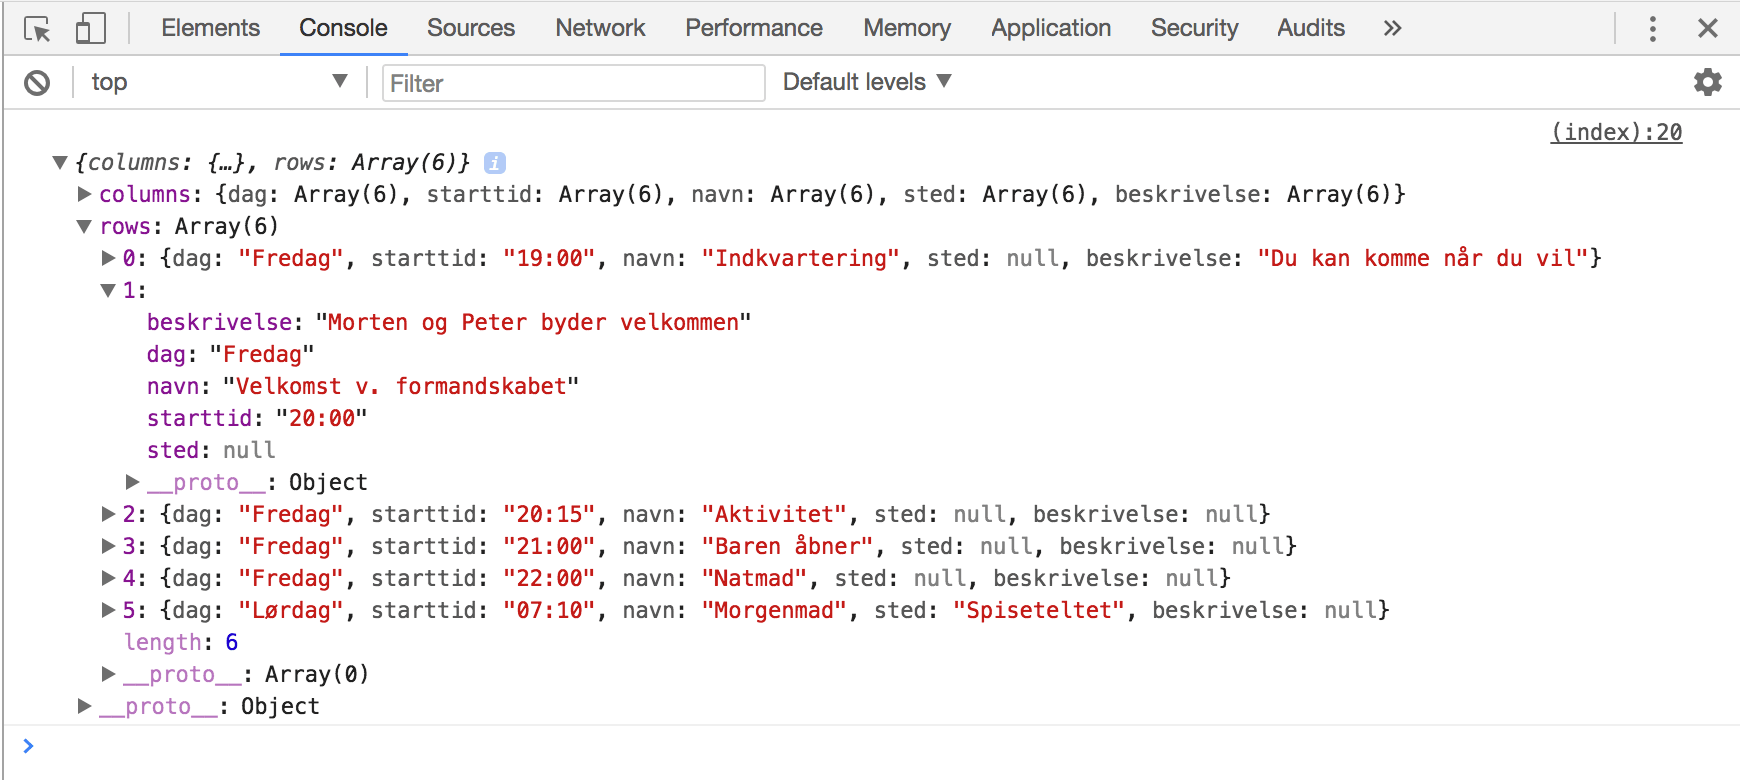 Elements Console Sources Network Performance Memory Application Security Audits »
top Filter Default levels
(index):20
{columns: {…}, rows: Array(6)} i
columns: {dag: Array(6), starttid: Array(6), navn: Array(6), sted: Array(6), beskrivelse: Array(6)}
rows: Array(6)
0: {dag: "Fredag", starttid: "19:00", navn: "Indkvartering", sted: null, beskrivelse: "Du kan komme når du vil"}
1:
beskrivelse: "Morten og Peter byder velkommen"
dag: "Fredag"
navn: "Velkomst v. formandskabet"
starttid: "20:00"
sted: null
__proto__: Object
2: {dag: "Fredag", starttid: "20:15", navn: "Aktivitet", sted: null, beskrivelse: null}
3: {dag: "Fredag", starttid: "21:00", navn: "Baren åbner", sted: null, beskrivelse: null}
4: {dag: "Fredag", starttid: "22:00", navn: "Natmad", sted: null, beskrivelse: null}
5: {dag: "Lørdag", starttid: "07:10", navn: "Morgenmad", sted: "Spiseteltet", beskrivelse: null}
length: 6
__proto__: Array(0)
__proto__: Object